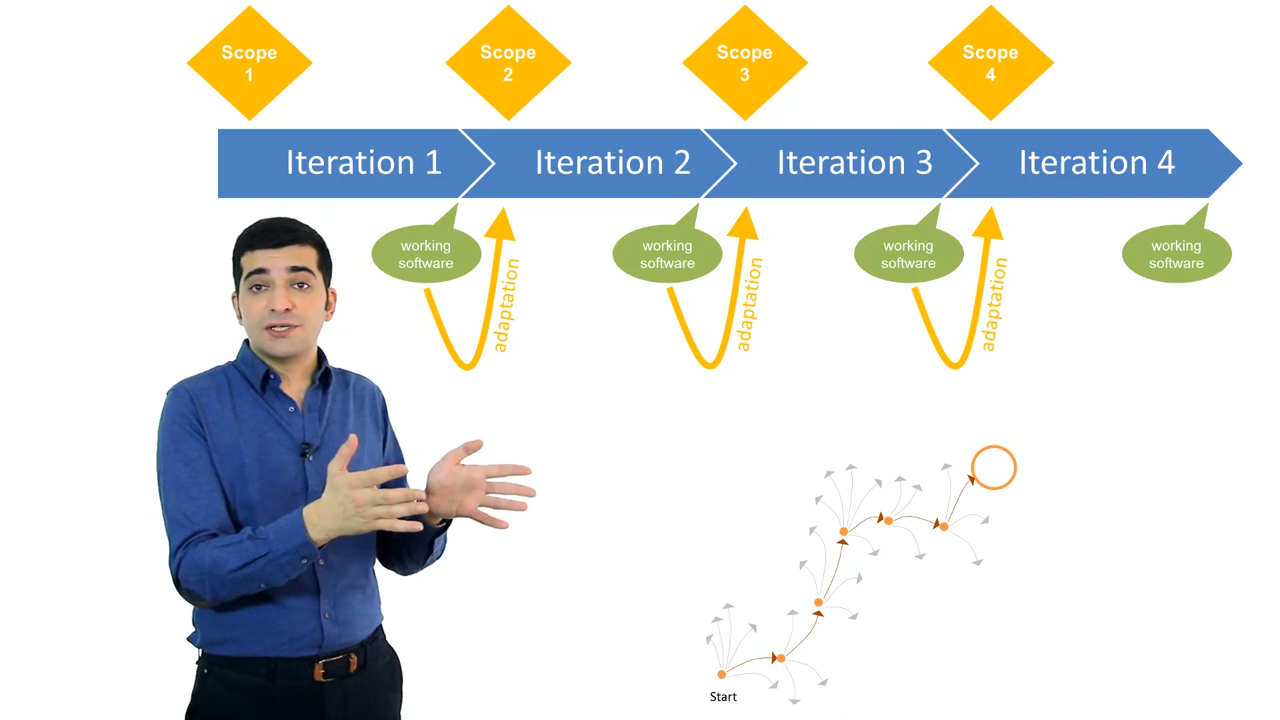 Scope
1
Scope
2
Scope
3
Scope
4
Iteration 1
Iteration 2
Iteration 3
Iteration 4
working
software
working
software
working
software
working
software
adaptation
adaptation
adaptation
Start